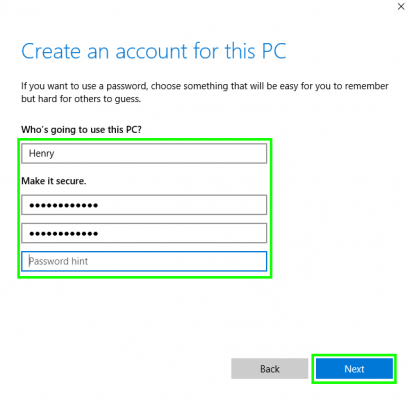 Create an account for this PC
If you want to use a password, choose something that will be easy for you to remember
but hard for others to guess.
Who's going to use this PC?
Henry
Make it secure.
●●●●●●●●●●●●
●●●●●●●●●●●●
Password hint
Back Next